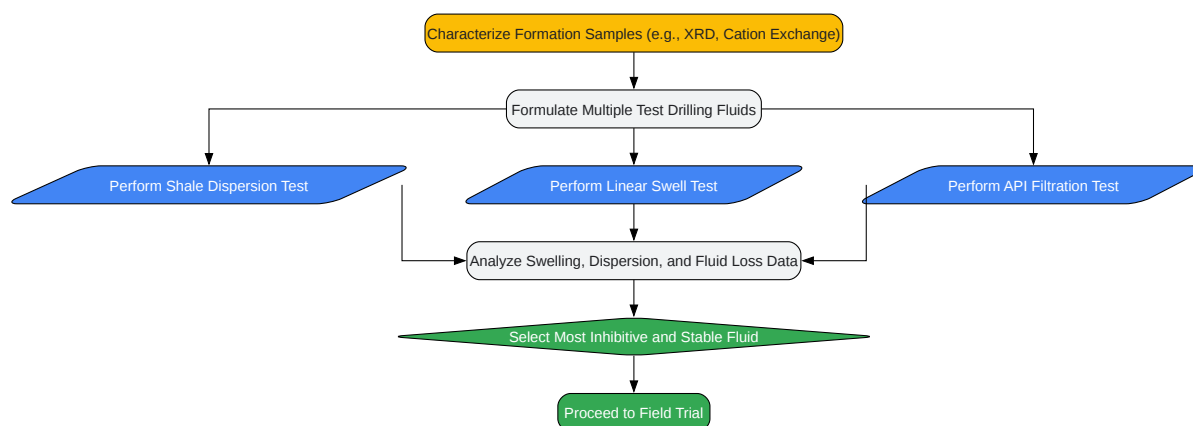 Characterize Formation Samples (e.g., XRD, Cation Exchange)
Formulate Multiple Test Drilling Fluids
Perform Shale Dispersion Test
Perform Linear Swell Test
Perform API Filtration Test
Analyze Swelling, Dispersion, and Fluid Loss Data
Select Most Inhibitive and Stable Fluid
Proceed to Field Trial